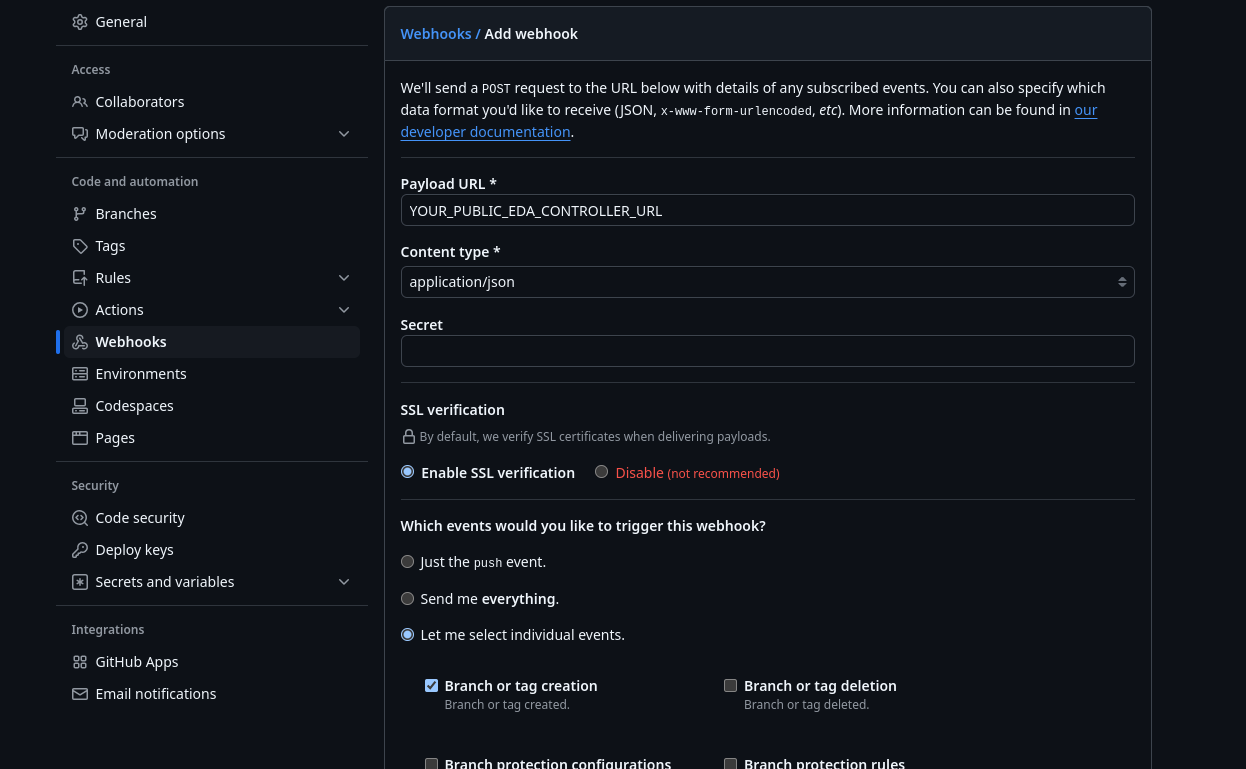 General
Access
Collaborators
Moderation options
Code and automation
Branches
Tags
Rules
Actions
Webhooks
Environments
Codespaces
Pages
Security
Code security
Deploy keys
Secrets and variables
Integrations
GitHub Apps
Email notifications
Webhooks / Add webhook
We'll send a POST request to the URL below with details of any subscribed events. You can also specify which
data format you'd like to receive (JSON, x-www-form-urlencoded, etc). More information can be found in our
developer documentation.
Payload URL *
YOUR_PUBLIC_EDA_CONTROLLER_URL
Content type *
application/json
Secret
SSL verification
By default, we verify SSL certificates when delivering payloads.
Enable SSL verification Disable (not recommended)
Which events would you like to trigger this webhook?
Just the push event.
Send me everything.
Let me select individual events.
Branch or tag creation
Branch or tag created.
Branch or tag deletion
Branch or tag deleted.
Branch protection configurations
Branch protection rules